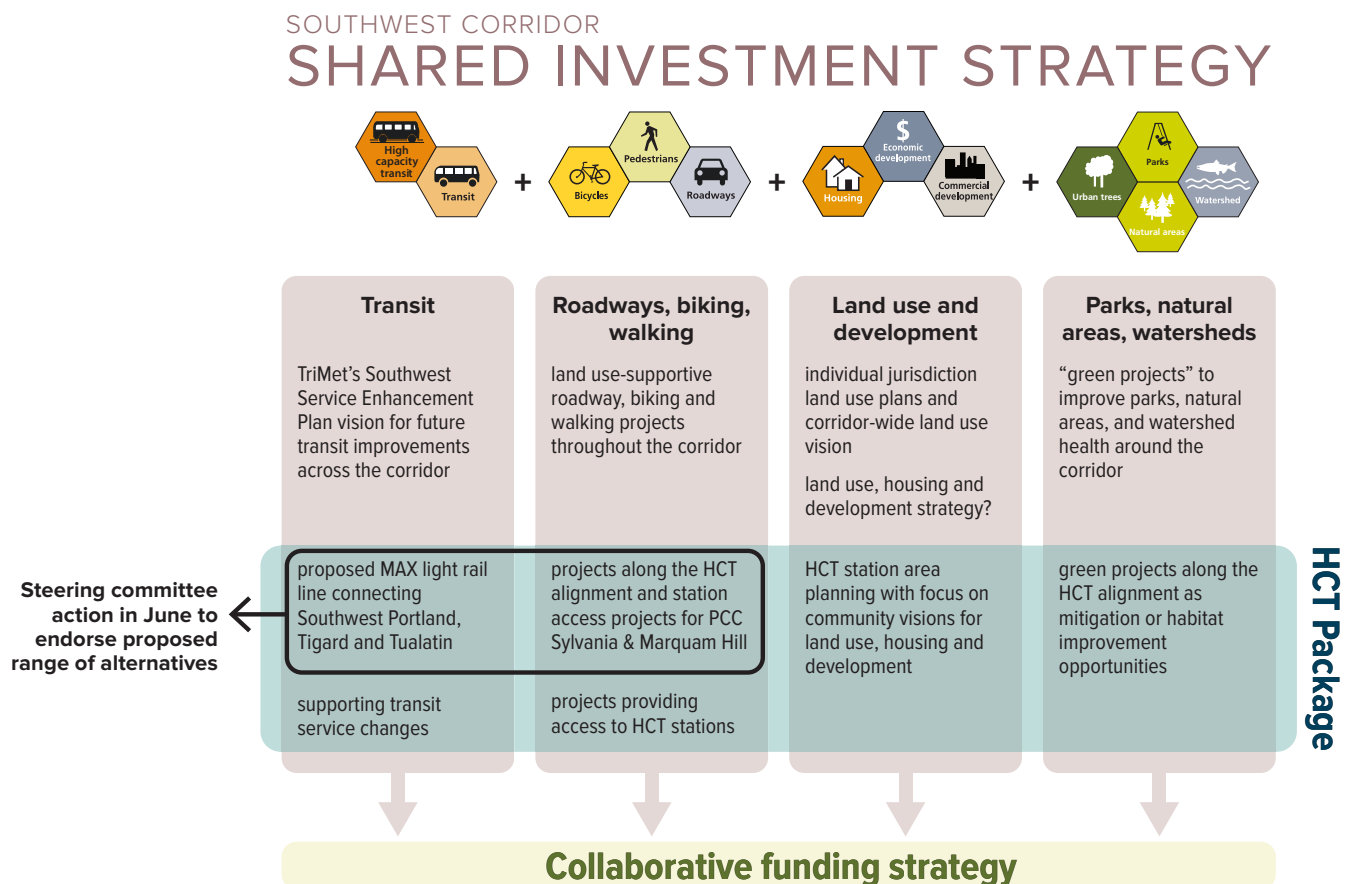 SOUTHWEST CORRIDOR
SHARED INVESTMENT STRATEGY
High
capacity
transit
Transit
+
Bicycles
Pedestrians
Roadways
+
Housing
$
Economic
development
Commercial
development
+
Urban trees
Parks
Natural areas
Watershed
Transit
TriMet's Southwest
Service Enhancement
Plan vision for future
transit improvements
across the corridor
proposed MAX light rail
line connecting
Southwest Portland,
Tigard and Tualatin
supporting transit
service changes
Roadways, biking,
walking
land use-supportive
roadway, biking and
walking projects
throughout the corridor
projects along the HCT
alignment and station
access projects for PCC
Sylvania & Marquam Hill
projects providing
access to HCT stations
Land use and
development
individual jurisdiction
land use plans and
corridor-wide land use
vision
land use, housing and
development strategy?
HCT station area
planning with focus on
community visions for
land use, housing and
development
Parks, natural
areas, watersheds
“green projects” to
improve parks, natural
areas, and watershed
health around the
corridor
green projects along the
HCT alignment as
mitigation or habitat
improvement
opportunities
Steering committee
action in June to
endorse proposed
range of alternatives
HCT Package
Collaborative funding strategy